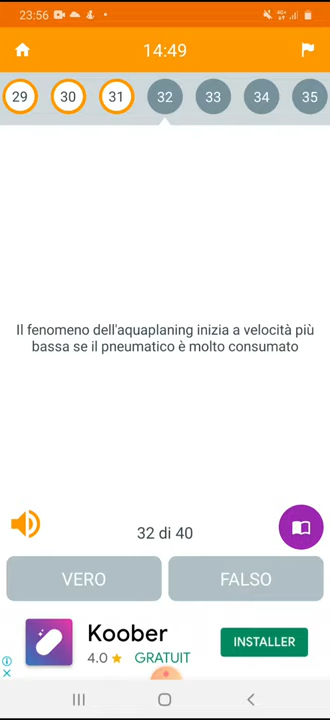 23:56
14:49
29 30 31 32 33 34 35
Il fenomeno dell'aquaplaning inizia a velocità più
bassa se il pneumatico è molto consumato
32 di 40
VERO FALSO
Koober
4.0 ★ GRATUIT
INSTALLER